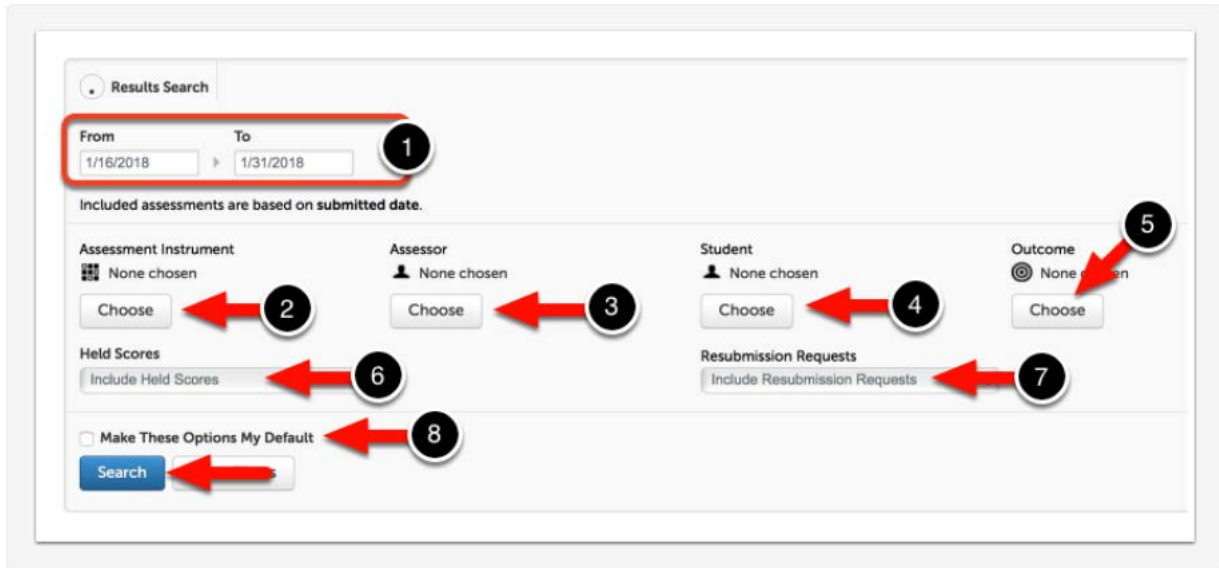 Results Search
From To
1/16/2018 1/31/2018
1
Included assessments are based on submitted date.
5
Assessment Instrument Assessor Student Outcome
None chosen None chosen None chosen None
Choose 2 Choose 3 Choose 4 Choose
Held Scores Resubmission Requests
Include Held Scores 6 Include Resubmission Requests 7
Make These Options My Default 8
Search